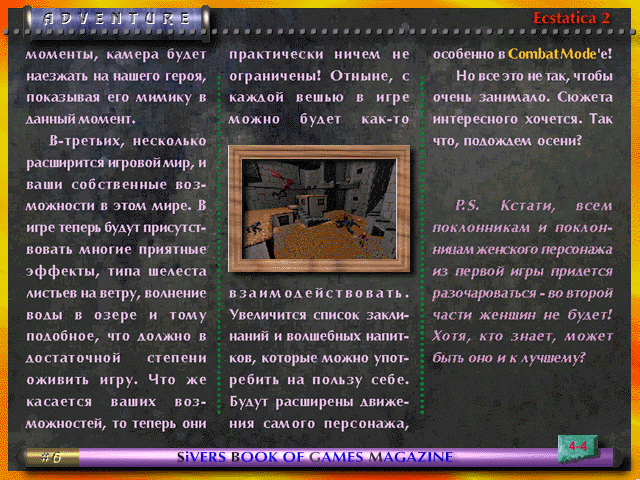 ADVENTURE
Ecstatica 2
моменты, камера будет
наезжать на нашего героя,
показывая его мимику в
данный момент.
В-третьих, несколько
расширится игровой мир, и
ваши собственные воз-
можности в этом мире. В
игре теперь будут присутст-
вовать многие приятные
эффекты, типа шелеста
листьев на ветру, волнение
воды в озере и тому
подобное, что должно в
достаточной степени
оживить игру. Что же
касается ваших воз-
можностей, то теперь они
практически ничем не
ограничены! Отныне, с
каждой вешью в игре
можно будет как-то
взаимодействовать.
Увеличится список закли-
наний и волшебных напит-
ков, которые можно упот-
ребить на пользу себе.
Будут расширены движе-
ния самого персонажа,
особенно в Combat Mode'е!
Но все это не так, чтобы
очень занимало. Сюжета
интересного хочется. Так
что, подождем осени?
P.S. Кстати, всем
поклонникам и поклон-
ницам женского персонажа
из первой игры придется
разочароваться - во второй
части женщин не будет!
Хотя, кто знает, может
быть оно и к лучшему?
#6
SiVERS BOOK OF GAMES MAGAZINE
4-4